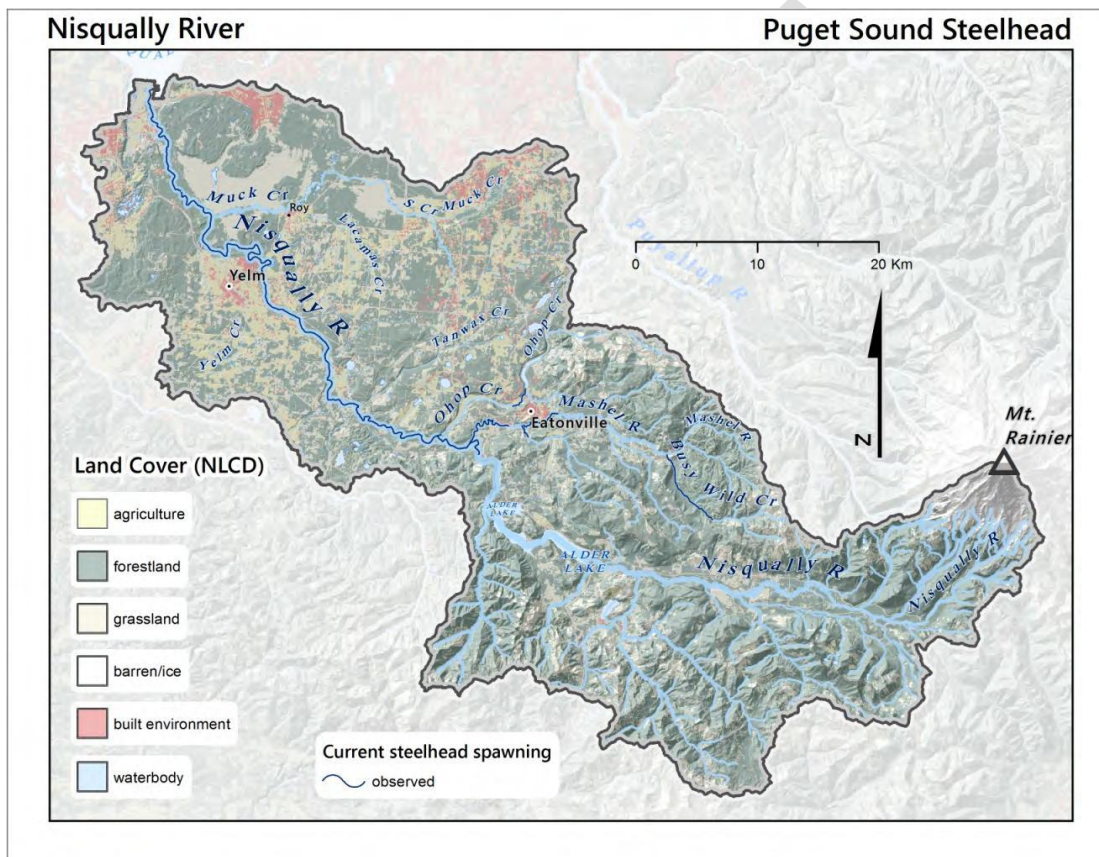 Nisqually River
Puget Sound Steelhead
Muck Cr
Roy
S Cr Muck Cr
Nisqually R
Lacamas Cr
Puyallup R
0 10 20 Km
Yelm
Yelm Cr
Tanwax Cr
Ohop Cr
Ohop Cr
Mashel R
Eatonville
Mashel R
Busy Wild Cr
N
Mt.
Rainier
ALDER
LAKE
ALDER
LAKE
Nisqually R
Nisqually R
Land Cover (NLCD)
agriculture
forestland
grassland
barren/ice
built environment
waterbody
Current steelhead spawning
observed